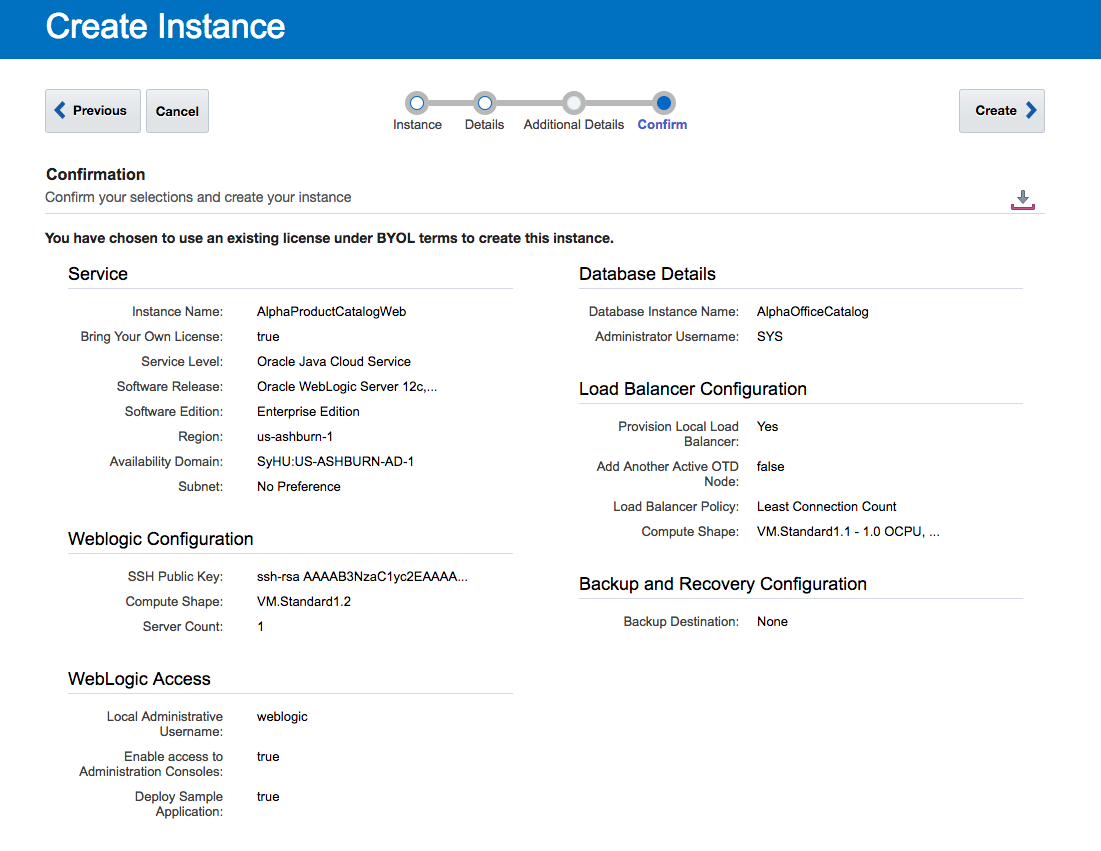 Create Instance
Previous
Cancel
Instance
Details
Additional Details
Confirm
Create
Confirmation
Confirm your selections and create your instance
You have chosen to use an existing license under BYOL terms to create this instance.
Service
Instance Name: AlphaProductCatalogWeb
Bring Your Own License: true
Service Level: Oracle Java Cloud Service
Software Release: Oracle WebLogic Server 12c,...
Software Edition: Enterprise Edition
Region: us-ashburn-1
Availability Domain: SyHU:US-ASHBURN-AD-1
Subnet: No Preference
Weblogic Configuration
SSH Public Key: ssh-rsa AAAAB3NzaC1yc2EAAAA...
Compute Shape: VM.Standard1.2
Server Count: 1
WebLogic Access
Local Administrative weblogic
Username:
Enable access to true
Administration Consoles:
Deploy Sample true
Application:
Database Details
Database Instance Name: AlphaOfficeCatalog
Administrator Username: SYS
Load Balancer Configuration
Provision Local Load Yes
Balancer:
Add Another Active OTD false
Node:
Load Balancer Policy: Least Connection Count
Compute Shape: VM.Standard1.1 - 1.0 OCPU, ...
Backup and Recovery Configuration
Backup Destination: None